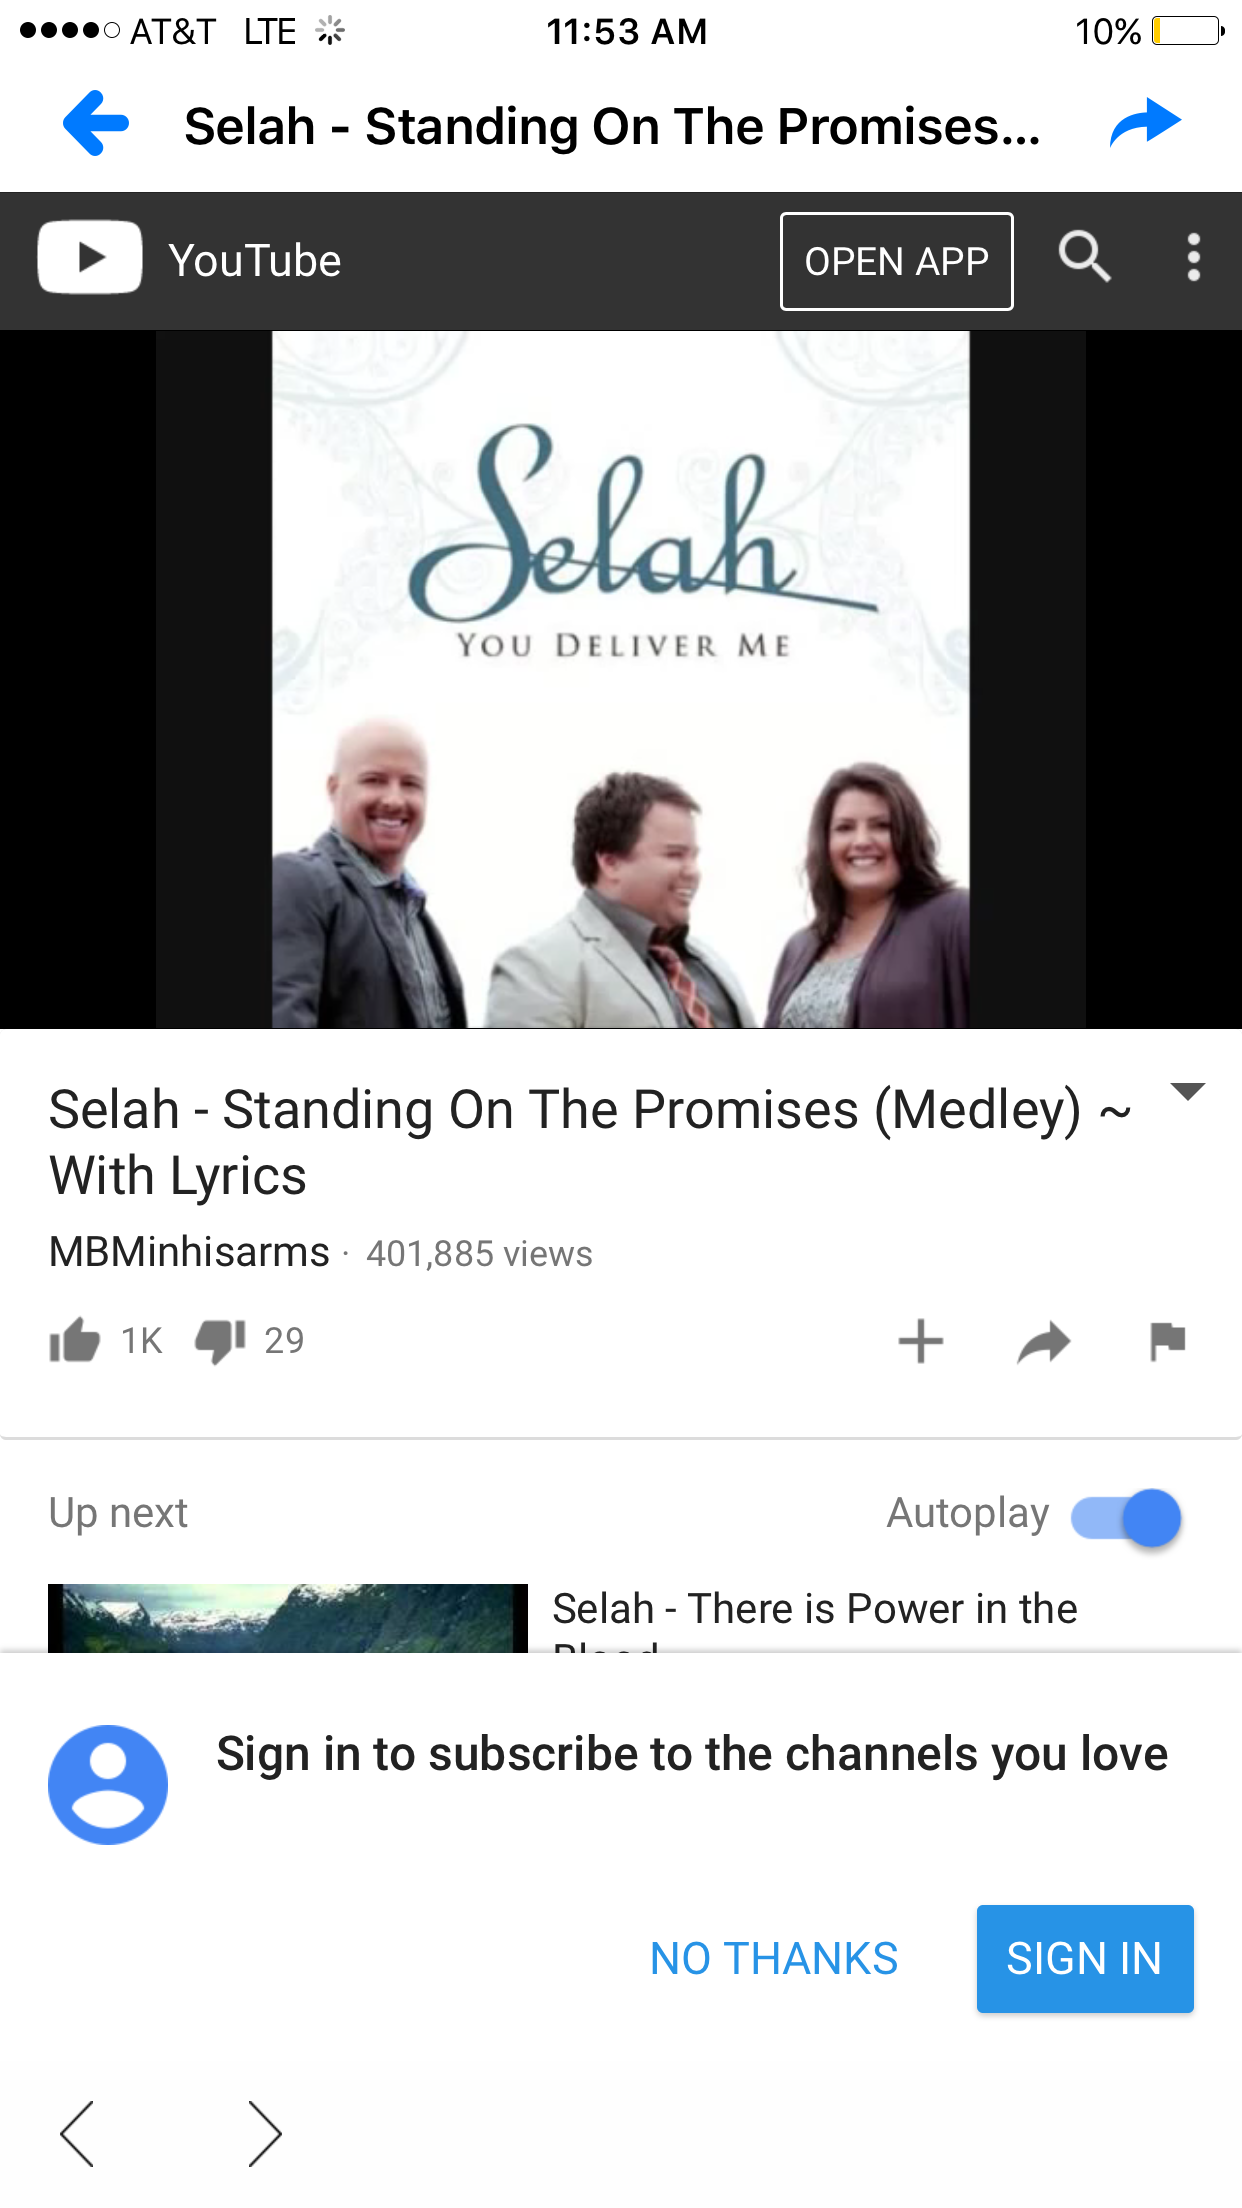 AT&T LTE 11:53 AM 10%
Selah - Standing On The Promises...
YouTube OPEN APP
Selah
YOU DELIVER ME
Selah - Standing On The Promises (Medley) ~
With Lyrics
MBMinhisarms · 401,885 views
1K 29
Up next Autoplay
Selah - There is Power in the
Sign in to subscribe to the channels you love
NO THANKS SIGN IN